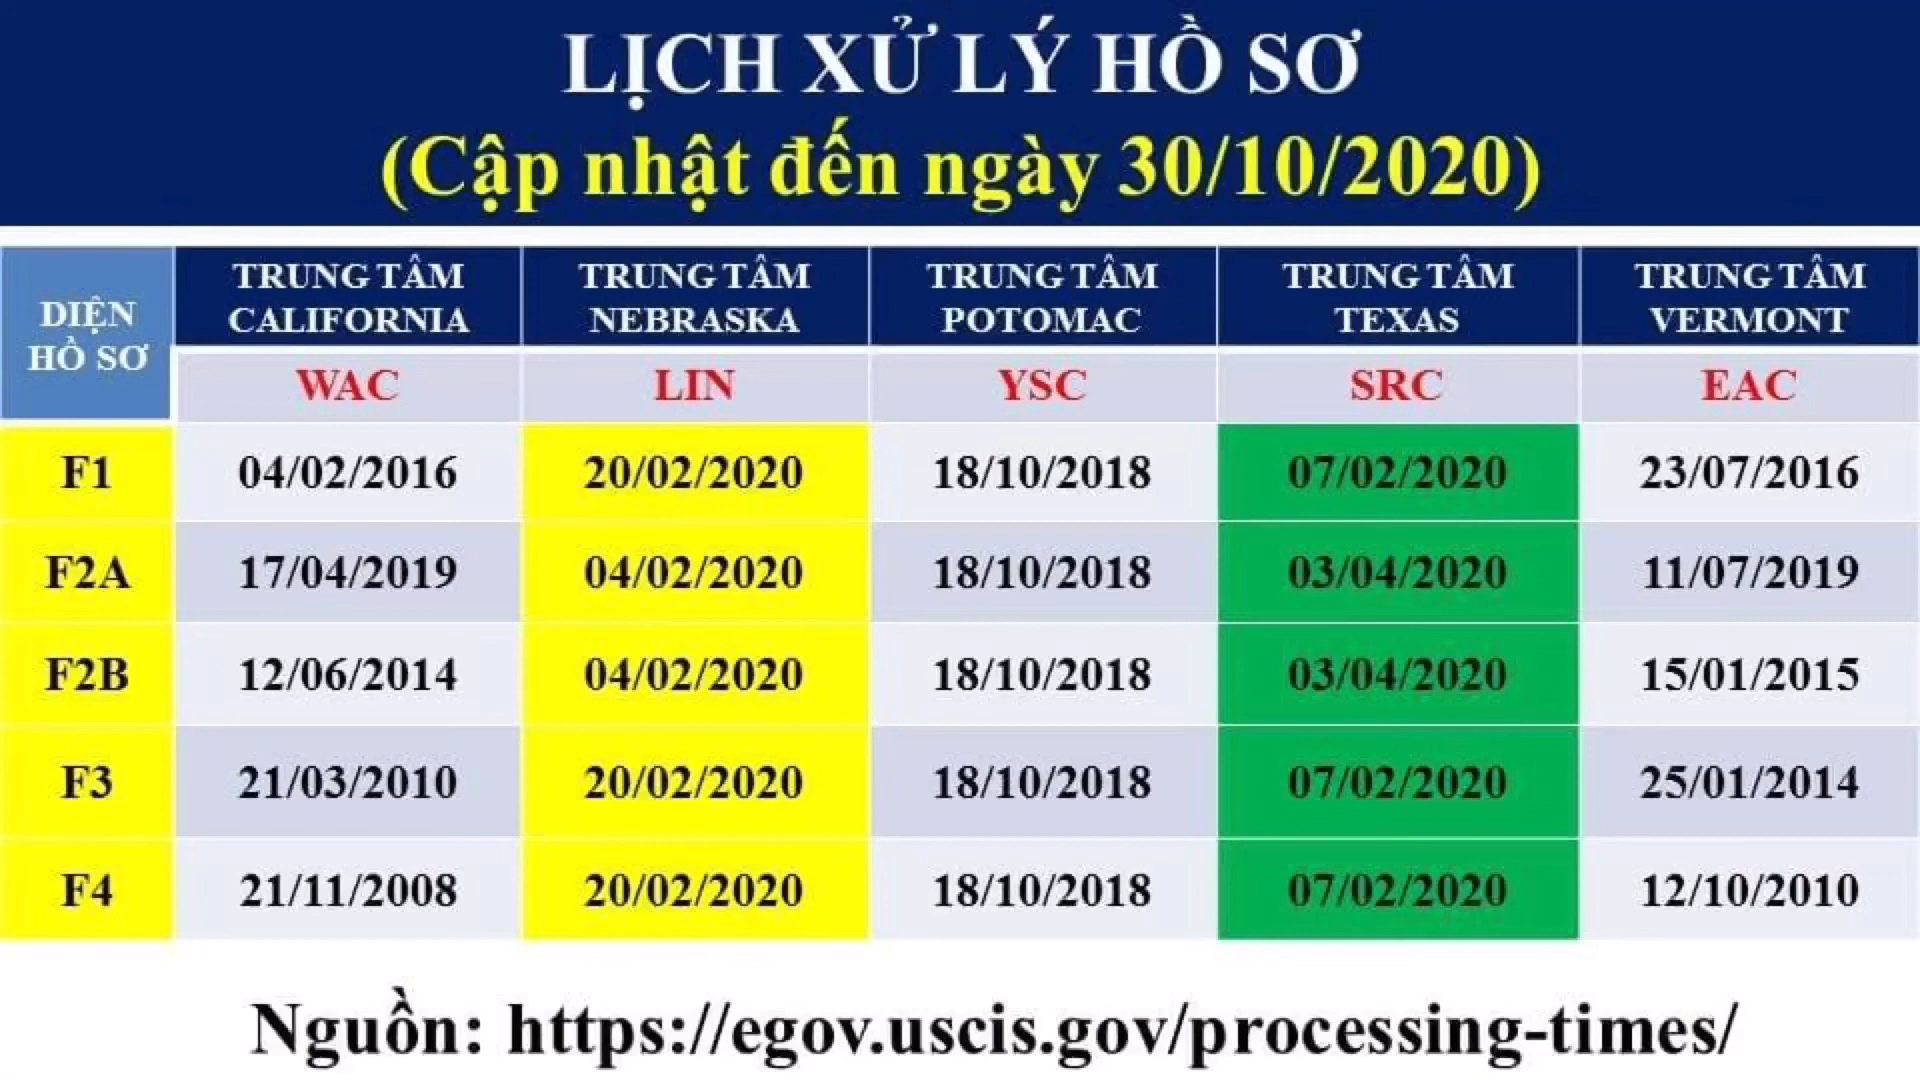 LỊCH XỬ LÝ HỒ SƠ
(Cập nhật đến ngày 30/10/2020)
DIỆN HỒ SƠ TRUNG TÂM CALIFORNIA TRUNG TÂM NEBRASKA TRUNG TÂM POTOMAC TRUNG TÂM TEXAS TRUNG TÂM VERMONT
WAC LIN YSC SRC EAC
F1 04/02/2016 20/02/2020 18/10/2018 07/02/2020 23/07/2016
F2A 17/04/2019 04/02/2020 18/10/2018 03/04/2020 11/07/2019
F2B 12/06/2014 04/02/2020 18/10/2018 03/04/2020 15/01/2015
F3 21/03/2010 20/02/2020 18/10/2018 07/02/2020 25/01/2014
F4 21/11/2008 20/02/2020 18/10/2018 07/02/2020 12/10/2010
Nguồn: https://egov.uscis.gov/processing-times/